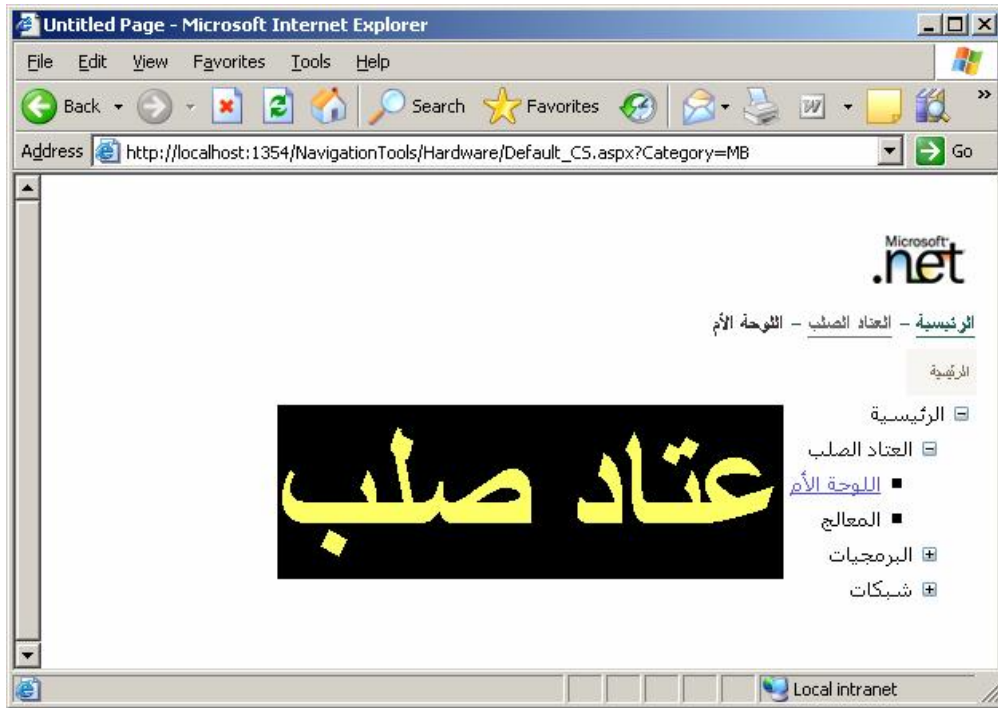 Untitled Page - Microsoft Internet Explorer
File Edit View Favorites Tools Help
Back Search Favorites »
Address http://localhost:1354/NavigationTools/Hardware/Default_CS.aspx?Category=MB Go
Microsoft
.net
الرئيسية – العتاد الصلب – اللوحة الأم
الرئيسية
الرئيسية
العتاد الصلب
اللوحة الأم
المعالج
البرمجيات
شبكات
عتاد صلب
Local intranet